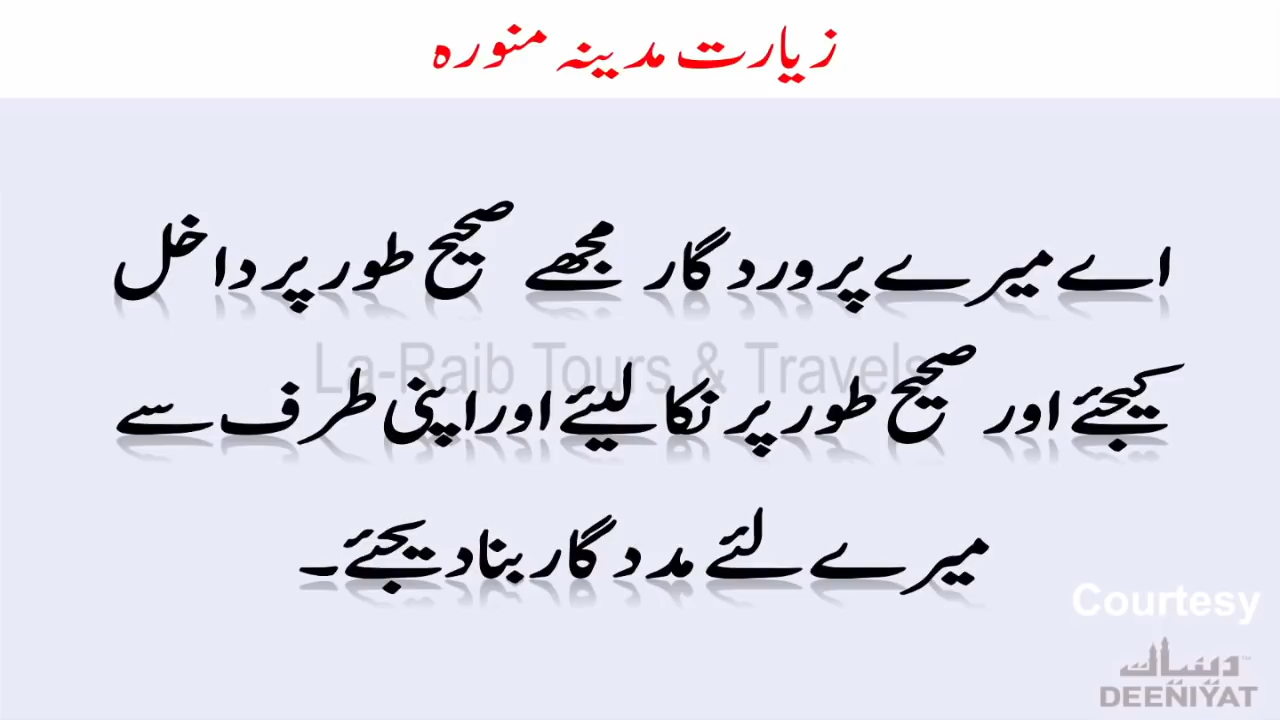 زیارت مدینہ منورہ
اے میرے پروردگار مجھے صحیح طور پر داخل
کیجئے اور صحیح طور پر نکالیئے اور اپنی طرف سے
میرے لئے مددگار بنا دیجئے۔
La-Raib Tours & Travels
Courtesy
دینیات™
DEENIYAT